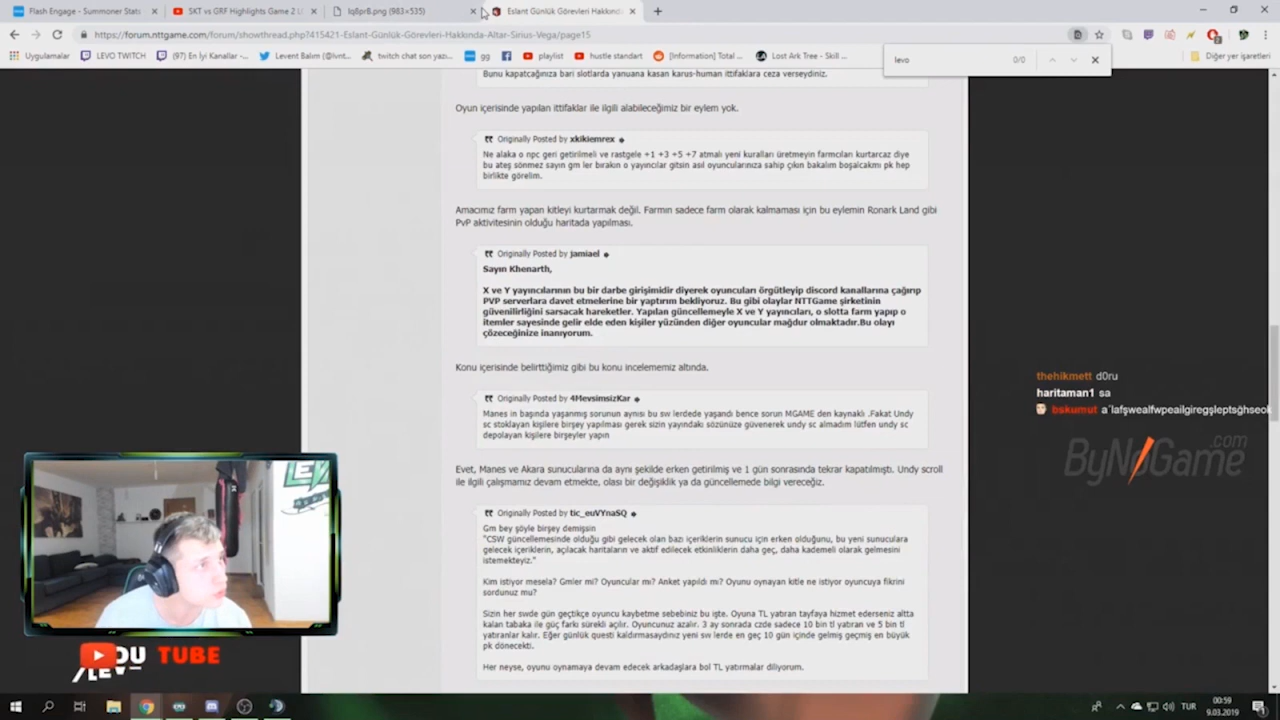 Flash Engage - Summoner Stats
SKT vs GRF Highlights Game 2 L
Iq8prB.png (983×535)
Eslant Günlük Görevleri Hakkında
https://forum.nttgame.com/forum/showthread.php?415421-Eslant-Günlük-Görevleri-Hakkında-Altar-Sirius-Vega/page15
Uygulamalar
LEVO TWITCH
(97) En İyi Kanallar -...
Levent Balım (@lvnt...
twitch chat son yazı...
gg
playlist
hustle standart
[Information] Total ...
Lost Ark Tree - Skill ...
Diğer yer işaretleri
levo
0/0
Bunu kapatcağınıza bari slotlarda yanuana kasan karus-human ittifaklara ceza verseydiniz.
Oyun içerisinde yapılan ittifaklar ile ilgili alabileceğimiz bir eylem yok.
Originally Posted by xkikiemrex
Ne alaka o npc geri getirilmeli ve rastgele +1 +3 +5 +7 atmalı yeni kuralları üretmeyin farmcıları kurtarcaz diye
bu ateş sönmez sayın gm ler bırakın o yayıncılar gitsin asıl oyuncularınıza sahip çıkın bakalım boşalcakmı pk hep
birlikte görelim.
Amacımız farm yapan kitleyi kurtarmak değil. Farmın sadece farm olarak kalmaması için bu eylemin Ronark Land gibi
PvP aktivitesinin olduğu haritada yapılması.
Originally Posted by jamiael
Sayın Khenarth,
X ve Y yayıncılarının bu bir darbe girişimidir diyerek oyuncuları örgütleyip discord kanallarına çağırıp
PVP serverlara davet etmelerine bir yaptırım bekliyoruz. Bu gibi olaylar NTTGame şirketinin
güvenilirliğini sarsacak hareketler. Yapılan güncellemeyle X ve Y yayıncıları, o slotta farm yapıp o
itemler sayesinde gelir elde eden kişiler yüzünden diğer oyuncular mağdur olmaktadır.Bu olayı
çözeceğinize inanıyorum.
Konu içerisinde belirttiğimiz gibi bu konu incelememiz altında.
Originally Posted by 4MevsimsizKar
Manes in başında yaşanmış sorunun aynısı bu sw lerdede yaşandı bence sorun MGAME den kaynaklı .Fakat Undy
sc stoklayan kişilere birşey yapılması gerek sizin yayındaki sözünüze güvenerek undy sc almadım lütfen undy sc
depolayan kişilere birşeyler yapın
Evet, Manes ve Akara sunucularına da aynı şekilde erken getirilmiş ve 1 gün sonrasında tekrar kapatılmıştı. Undy scroll
ile ilgili çalışmamız devam etmekte, olası bir değişiklik ya da güncellemede bilgi vereceğiz.
Originally Posted by tic_euVYnaSQ
Gm bey şöyle birşey demişsin
"CSW güncellemesinde olduğu gibi gelecek olan bazı içeriklerin sunucu için erken olduğunu, bu yeni sunuculara
gelecek içeriklerin, açılacak haritaların ve aktif edilecek etkinliklerin daha geç, daha kademeli olarak gelmesini
istemekteyiz."
Kim istiyor mesela? Gmler mi? Oyuncular mı? Anket yapıldı mı? Oyunu oynayan kitle ne istiyor oyuncuya fikrini
sordunuz mu?
Sizin her swde gün geçtikçe oyuncu kaybetme sebebiniz bu işte. Oyuna TL yatıran tayfaya hizmet ederseniz altta
kalan tabaka ile güç farkı sürekli açılır. Oyuncunuz azalır. 3 ay sonrada czde sadece 10 bin tl yatıran ve 5 bin tl
yatıranlar kalır. Eğer günlük questi kaldırmasaydınız yeni sw lerde en geç 10 gün içinde gelmiş geçmiş en büyük
pk dönecekti.
Her neyse, oyunu oynamaya devam edecek arkadaşlara bol TL yatırmalar diliyorum.
thehikmett d0ru
haritaman1 sa
bskumut
ByNoGame
.com
YOU TUBE
/LEV
TUR
00:59
9.03.2019